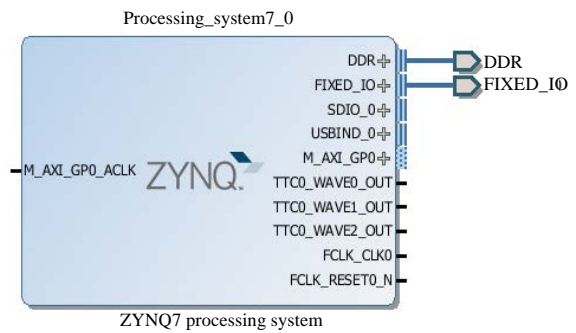 Processing_system7_0
DDR
DDR
FIXED_IO
FIXED_IO
SDIO_0
USBIND_0
M_AXI_GP0
M_AXI_GP0_ACLK
ZYNQ
TTC0_WAVE0_OUT
TTC0_WAVE1_OUT
TTC0_WAVE2_OUT
FCLK_CLK0
FCLK_RESET0_N
ZYNQ7 processing system